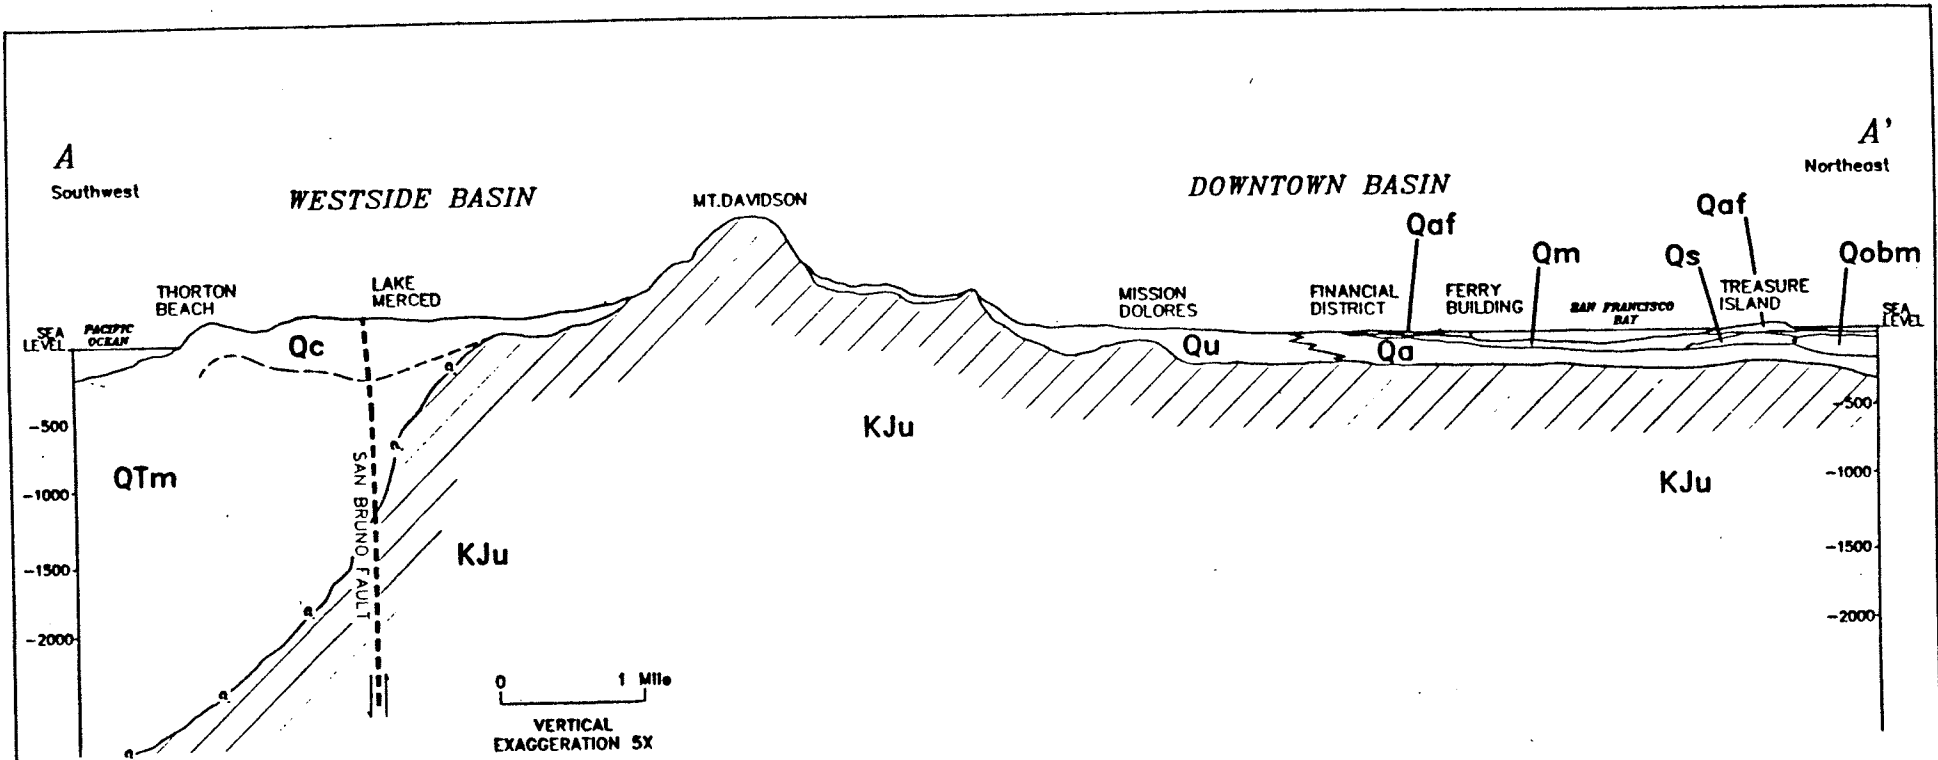 A
Southwest
WESTSIDE BASIN
MT.DAVIDSON
DOWNTOWN BASIN
A'
Northeast
Qaf
Qaf
Qm
Qs
Qobm
THORTON
BEACH
LAKE
MERCED
MISSION
DOLORES
FINANCIAL
DISTRICT
FERRY
BUILDING
SAN FRANCISCO
BAY
TREASURE
ISLAND
SEA
LEVEL
PACIFIC
OCEAN
SEA
LEVEL
Qc
Qu
Qa
?
?
-500
-500
KJu
QTm
SAN BRUNO FAULT
-1000
-1000
KJu
KJu
-1500
-1500
?
-2000
-2000
?
?
0 1 Mile
VERTICAL
EXAGGERATION 5X